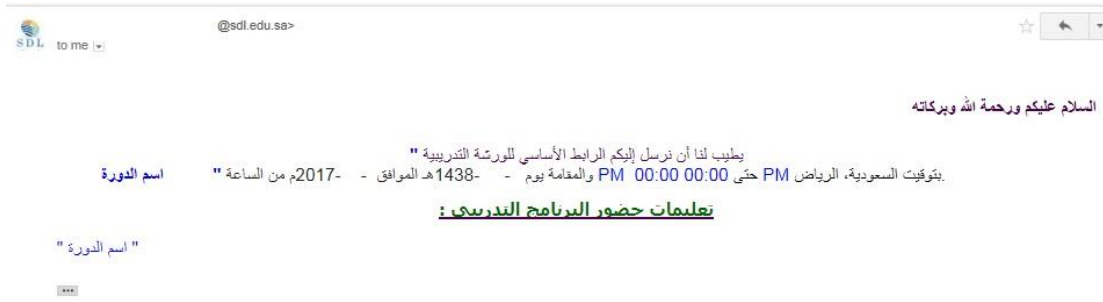 @sdl.edu.sa>
SDL
to me
السلام عليكم ورحمة الله وبركاته
يطيب لنا أن نرسل إليكم الرابط الأساسي للورشة التدريبية "
اسم الدورة " والمقامة يوم - -1438هـ الموافق - -2017م من الساعة 00:00 PM حتى 00:00 PM بتوقيت السعودية، الرياض.
تعليمات حضور البرنامج التدريبي :
" اسم الدورة "